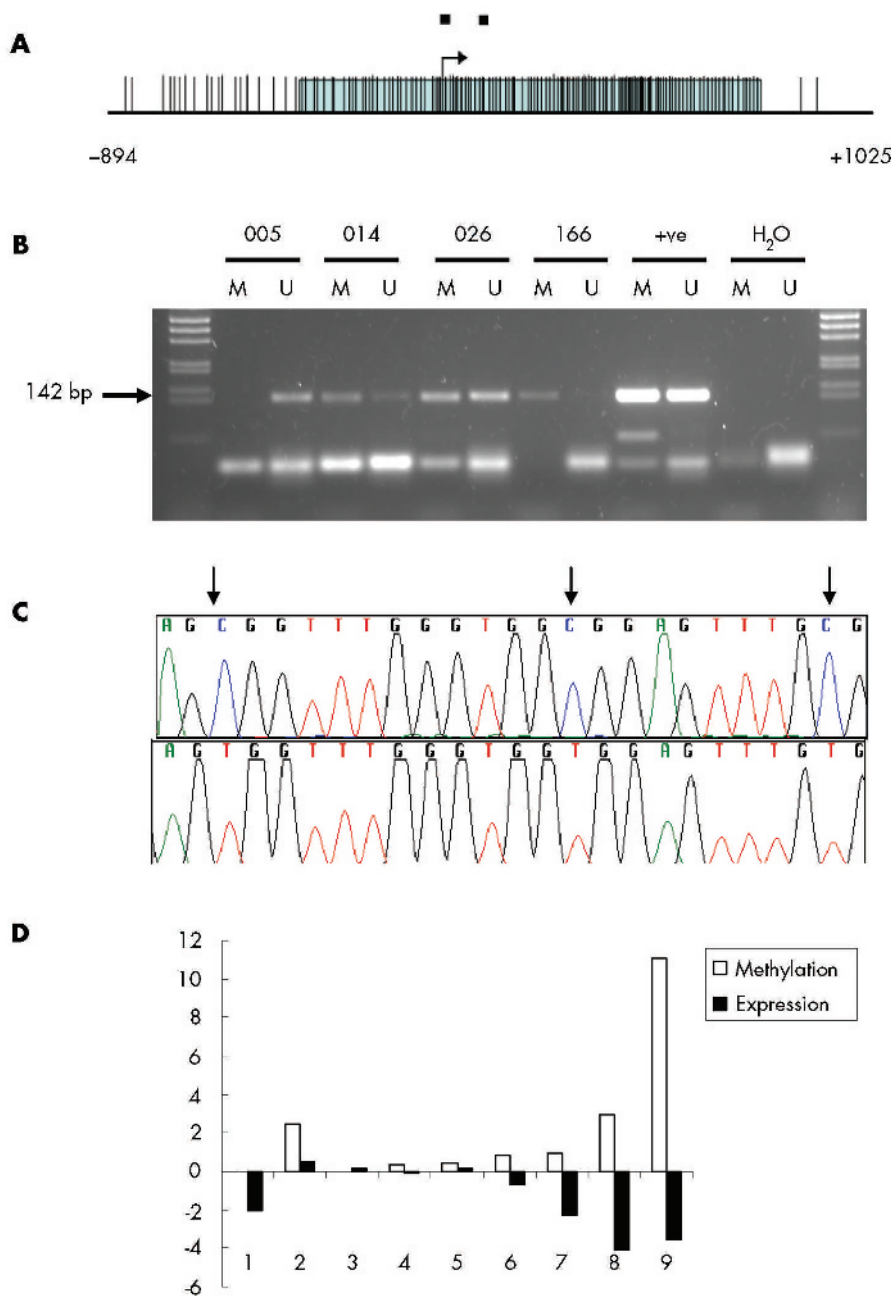 A
–894
+1025
B
005 014 026 166 +ve H₂O
M U M U M U M U M U M U
142 bp
C
A G C G G T T T G G G T G G C G G A G T T T G C G
A G T G G T T T G G G T G G T G G A G T T T G T G
D
12
10
8
6
4
2
0
-2
-4
-6
1 2 3 4 5 6 7 8 9
Methylation
Expression